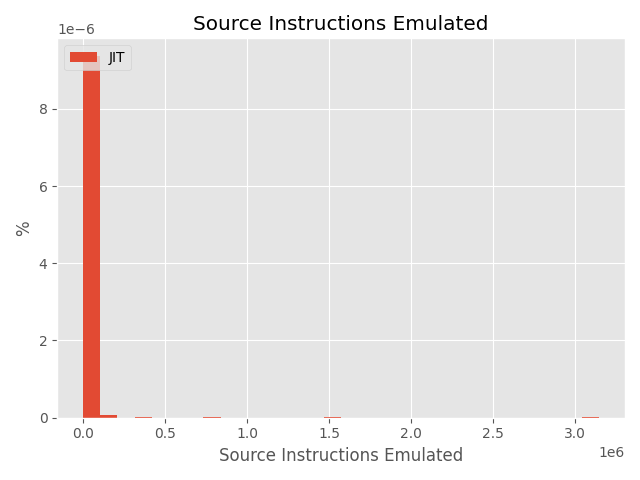 Source Instructions Emulated
1e−6
JIT
8
6
%
4
2
0
0.0 0.5 1.0 1.5 2.0 2.5 3.0
1e6
Source Instructions Emulated